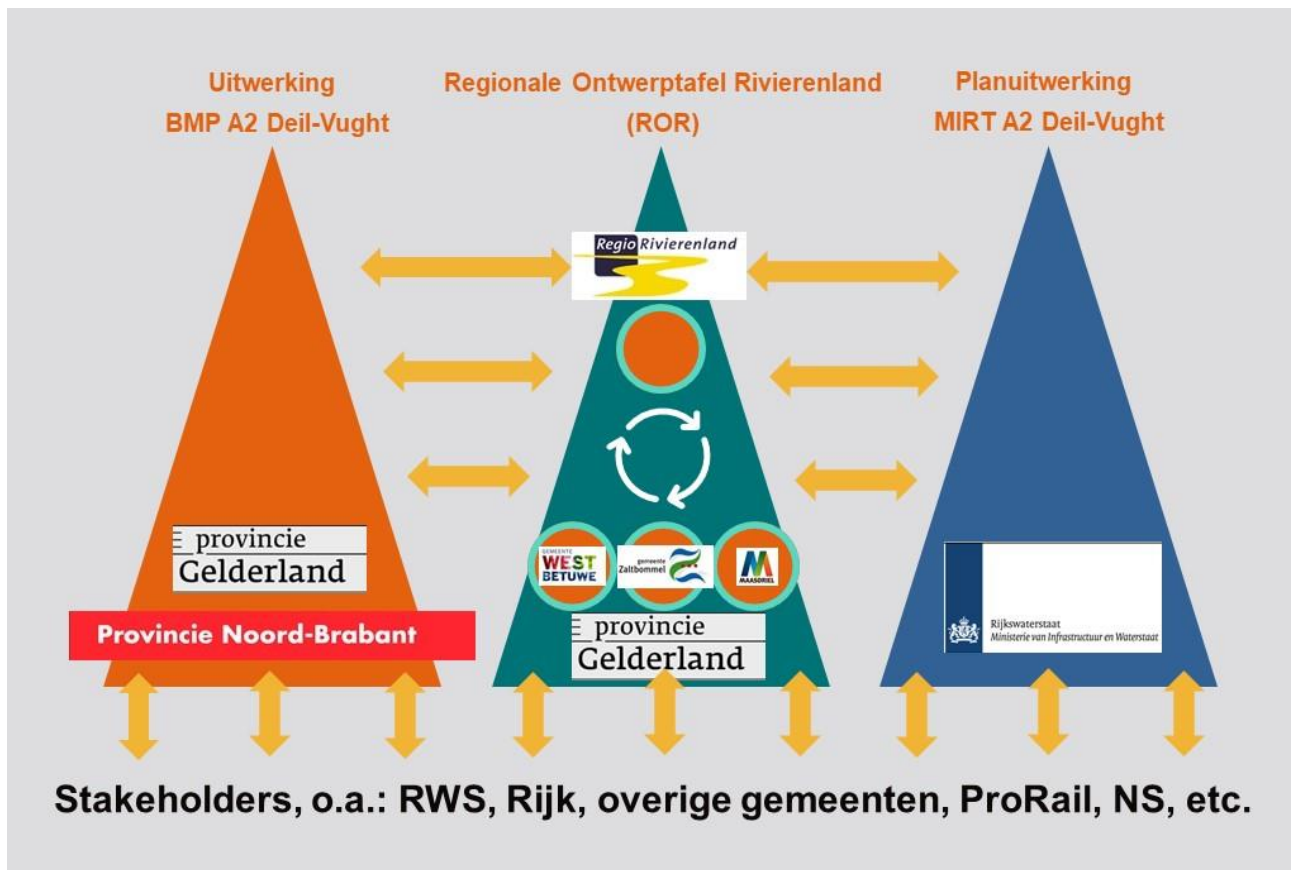 Uitwerking
BMP A2 Deil-Vught
Regionale Ontwerptafel Rivierenland
(ROR)
Planuitwerking
MIRT A2 Deil-Vught
RegioRivierenland
provincie
Gelderland
Provincie Noord-Brabant
GEMEENTE
WEST
BETUWE
gemeente
Zaltbommel
MAASDRIEL
provincie
Gelderland
Rijkswaterstaat
Ministerie van Infrastructuur en Waterstaat
Stakeholders, o.a.: RWS, Rijk, overige gemeenten, ProRail, NS, etc.